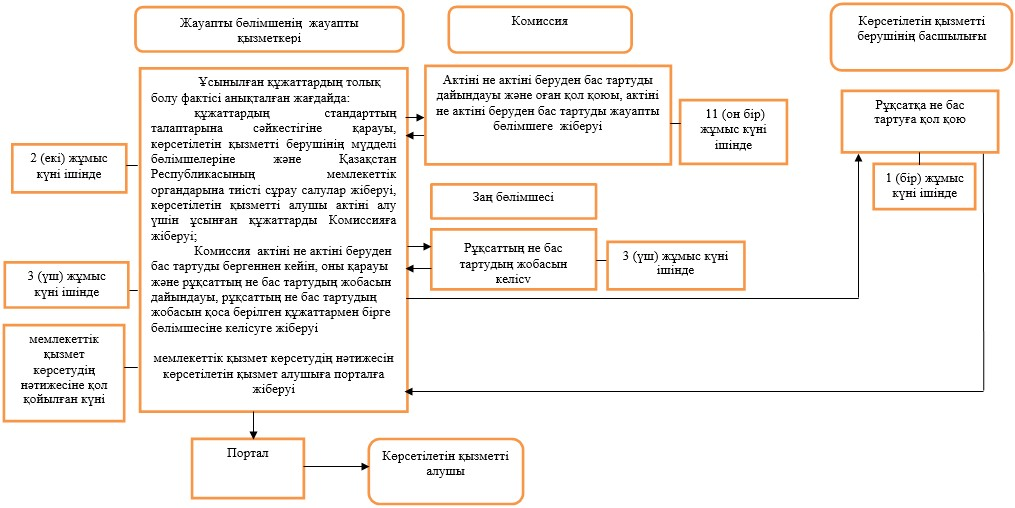 Жауапты бөлімшенің жауапты
қызметкері
Комиссия
Көрсетілетін қызметті
берушінің басшылығы
Ұсынылған құжаттардың толық
болу фактісі анықталған жағдайда:
құжаттардың стандарттың
талаптарына сәйкестігіне қарауы,
көрсетілетін қызметті берушінің мүдделі
бөлімшелеріне және Қазақстан
Республикасының мемлекеттік
органдарына тиісті сұрау салулар жіберуі,
көрсетілетін қызметті алушы актіні алу
үшін ұсынған құжаттарды Комиссияға
жіберуі;
Комиссия актіні не актіні беруден
бас тартуды бергеннен кейін, оны қарауы
және рұқсаттың не бас тартудың жобасын
дайындауы, рұқсаттың не бас тартудың
жобасын қоса берілген құжаттармен бірге
бөлімшесіне келісуге жіберуі
мемлекеттік қызмет көрсетудің нәтижесін
көрсетілетін қызмет алушыға порталға
жіберуі
2 (екі) жұмыс
күні ішінде
3 (үш) жұмыс
күні ішінде
мемлекеттік
қызмет
көрсетудің
нәтижесіне қол
қойылған күні
Актіні не актіні беруден бас тартуды
дайындауы және оған қол қоюы, актіні
не актіні беруден бас тартуды жауапты
бөлімшеге жіберуі
11 (он бір)
жұмыс күні
ішінде
Заң бөлімшесі
Рұқсаттың не бас
тартудың жобасын
келісу
3 (үш) жұмыс күні
ішінде
Рұқсатқа не бас
тартуға қол қою
1 (бір) жұмыс
күні ішінде
Портал
Көрсетілетін қызметті
алушы